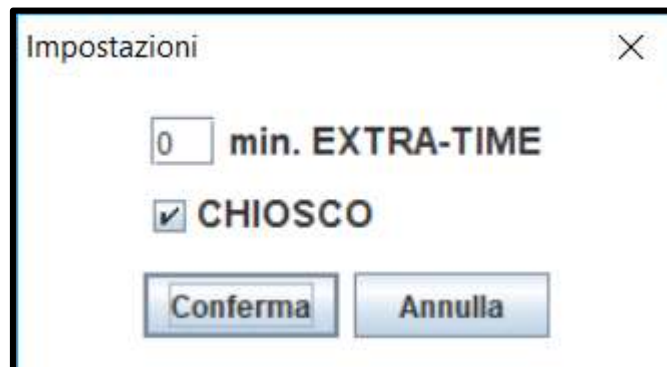 Impostazioni
0 min. EXTRA-TIME
CHIOSCO
Conferma Annulla